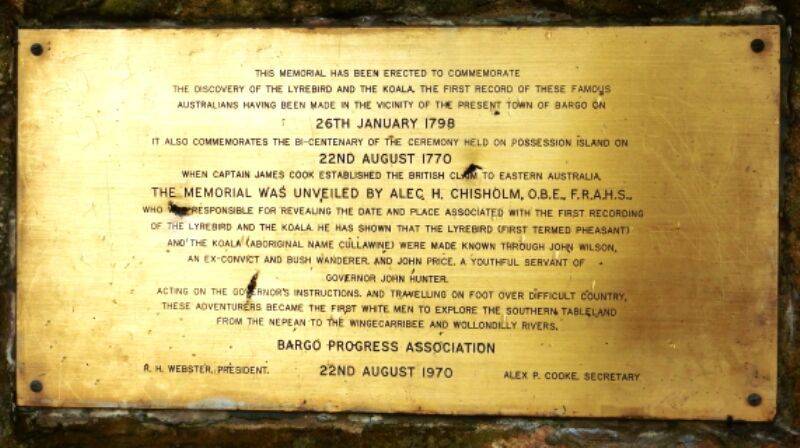 THIS MEMORIAL HAS BEEN ERECTED TO COMMEMORATE
THE DISCOVERY OF THE LYREBIRD AND THE KOALA. THE FIRST RECORD OF THESE FAMOUS
AUSTRALIANS HAVING BEEN MADE IN THE VICINITY OF THE PRESENT TOWN OF BARGO ON
26TH JANUARY 1798
IT ALSO COMMEMORATES THE BI-CENTENARY OF THE CEREMONY HELD ON POSSESSION ISLAND ON
22ND AUGUST 1770
WHEN CAPTAIN JAMES COOK ESTABLISHED THE BRITISH CLAIM TO EASTERN AUSTRALIA.
THE MEMORIAL WAS UNVEILED BY ALEC H. CHISHOLM, O.B.E., F.R.A.H.S.,
WHO RESPONSIBLE FOR REVEALING THE DATE AND PLACE ASSOCIATED WITH THE FIRST RECORDING
OF THE LYREBIRD AND THE KOALA. HE HAS SHOWN THAT THE LYREBIRD (FIRST TERMED PHEASANT)
AND THE KOALA (ABORIGINAL NAME CULLAWINE) WERE MADE KNOWN THROUGH JOHN WILSON,
AN EX-CONVICT AND BUSH WANDERER, AND JOHN PRICE, A YOUTHFUL SERVANT OF
GOVERNOR JOHN HUNTER.
ACTING ON THE GOVERNOR'S INSTRUCTIONS, AND TRAVELLING ON FOOT OVER DIFFICULT COUNTRY,
THESE ADVENTURERS BECAME THE FIRST WHITE MEN TO EXPLORE THE SOUTHERN TABLELAND
FROM THE NEPEAN TO THE WINGECARRIBEE AND WOLLONDILLY RIVERS.
BARGO PROGRESS ASSOCIATION
R. H. WEBSTER, PRESIDENT. 22ND AUGUST 1970 ALEX P. COOKE, SECRETARY